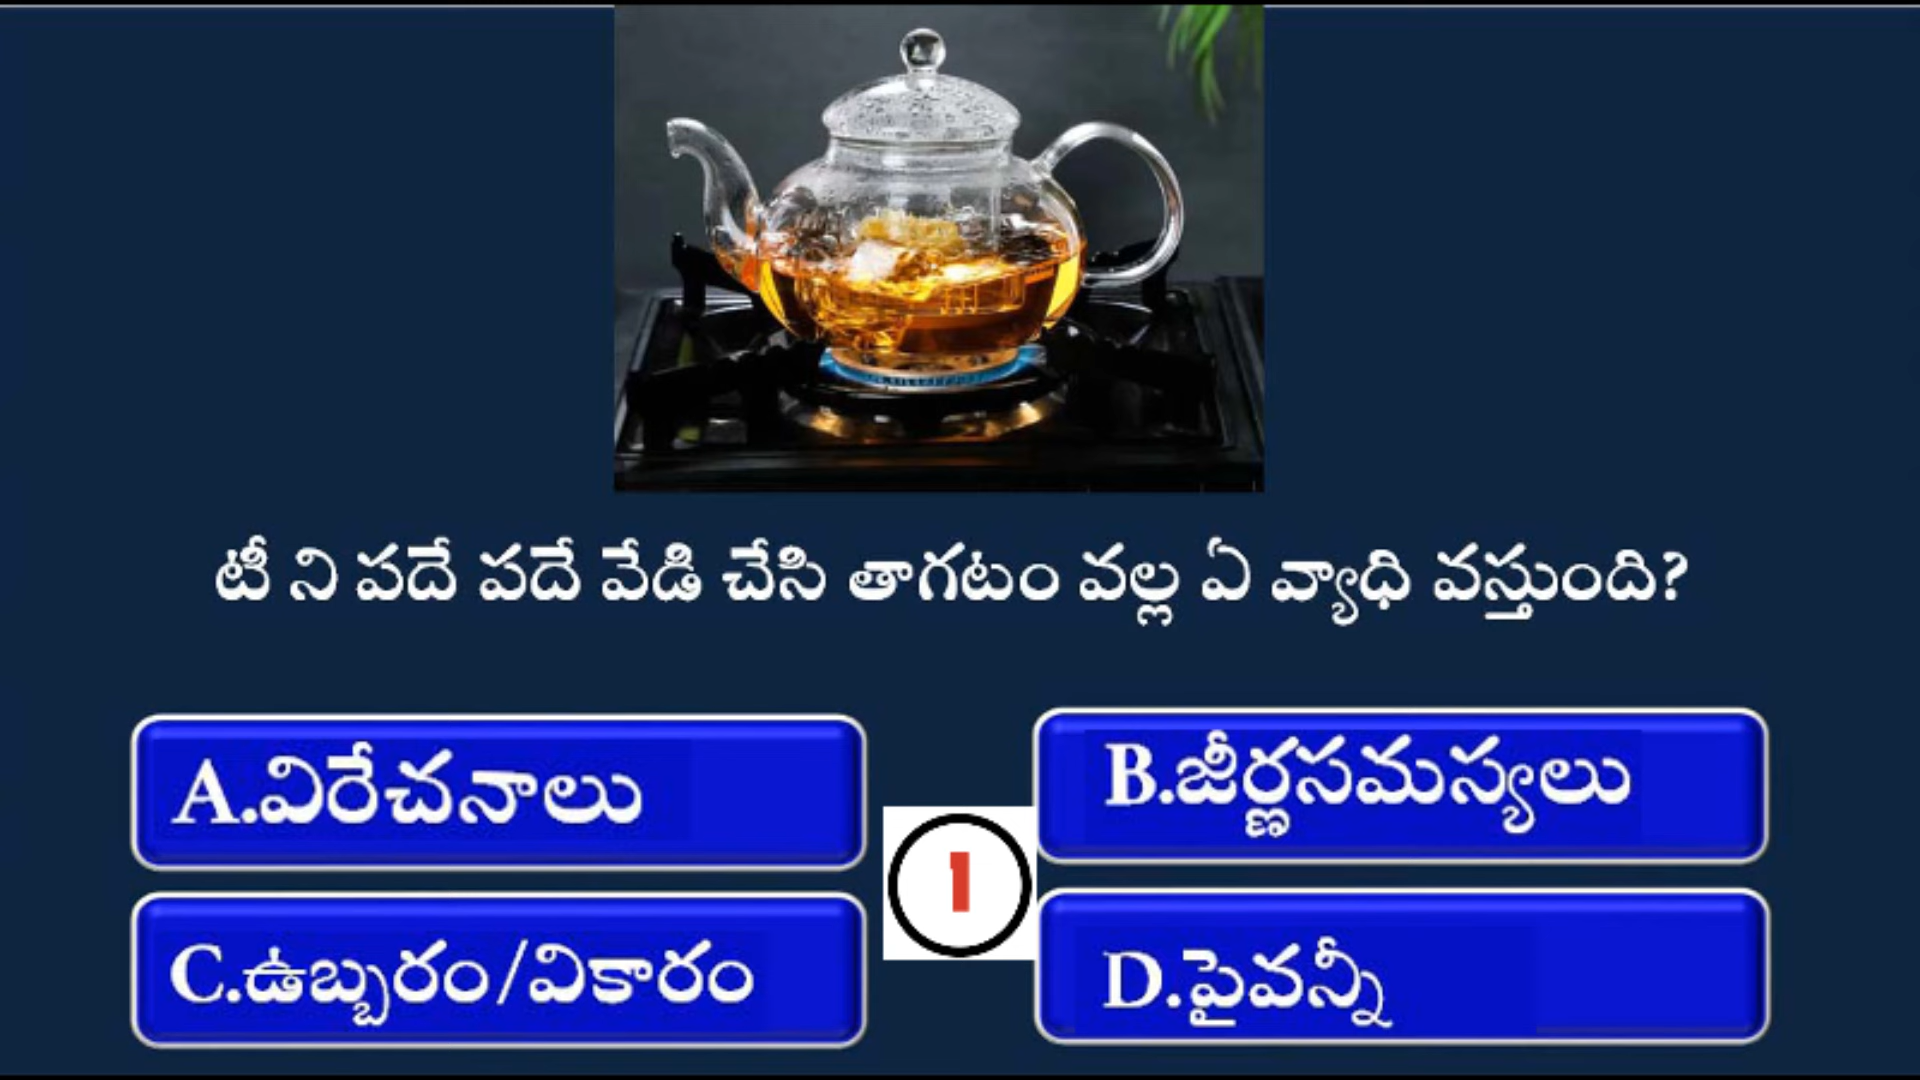 టీ ని పదే పదే వేడి చేసి తాగటం వల్ల ఏ వ్యాధి వస్తుంది?
A.విరేచనాలు
B.జీర్ణసమస్యలు
1
C.ఉబ్బరం/వికారం
D.పైవన్నీ